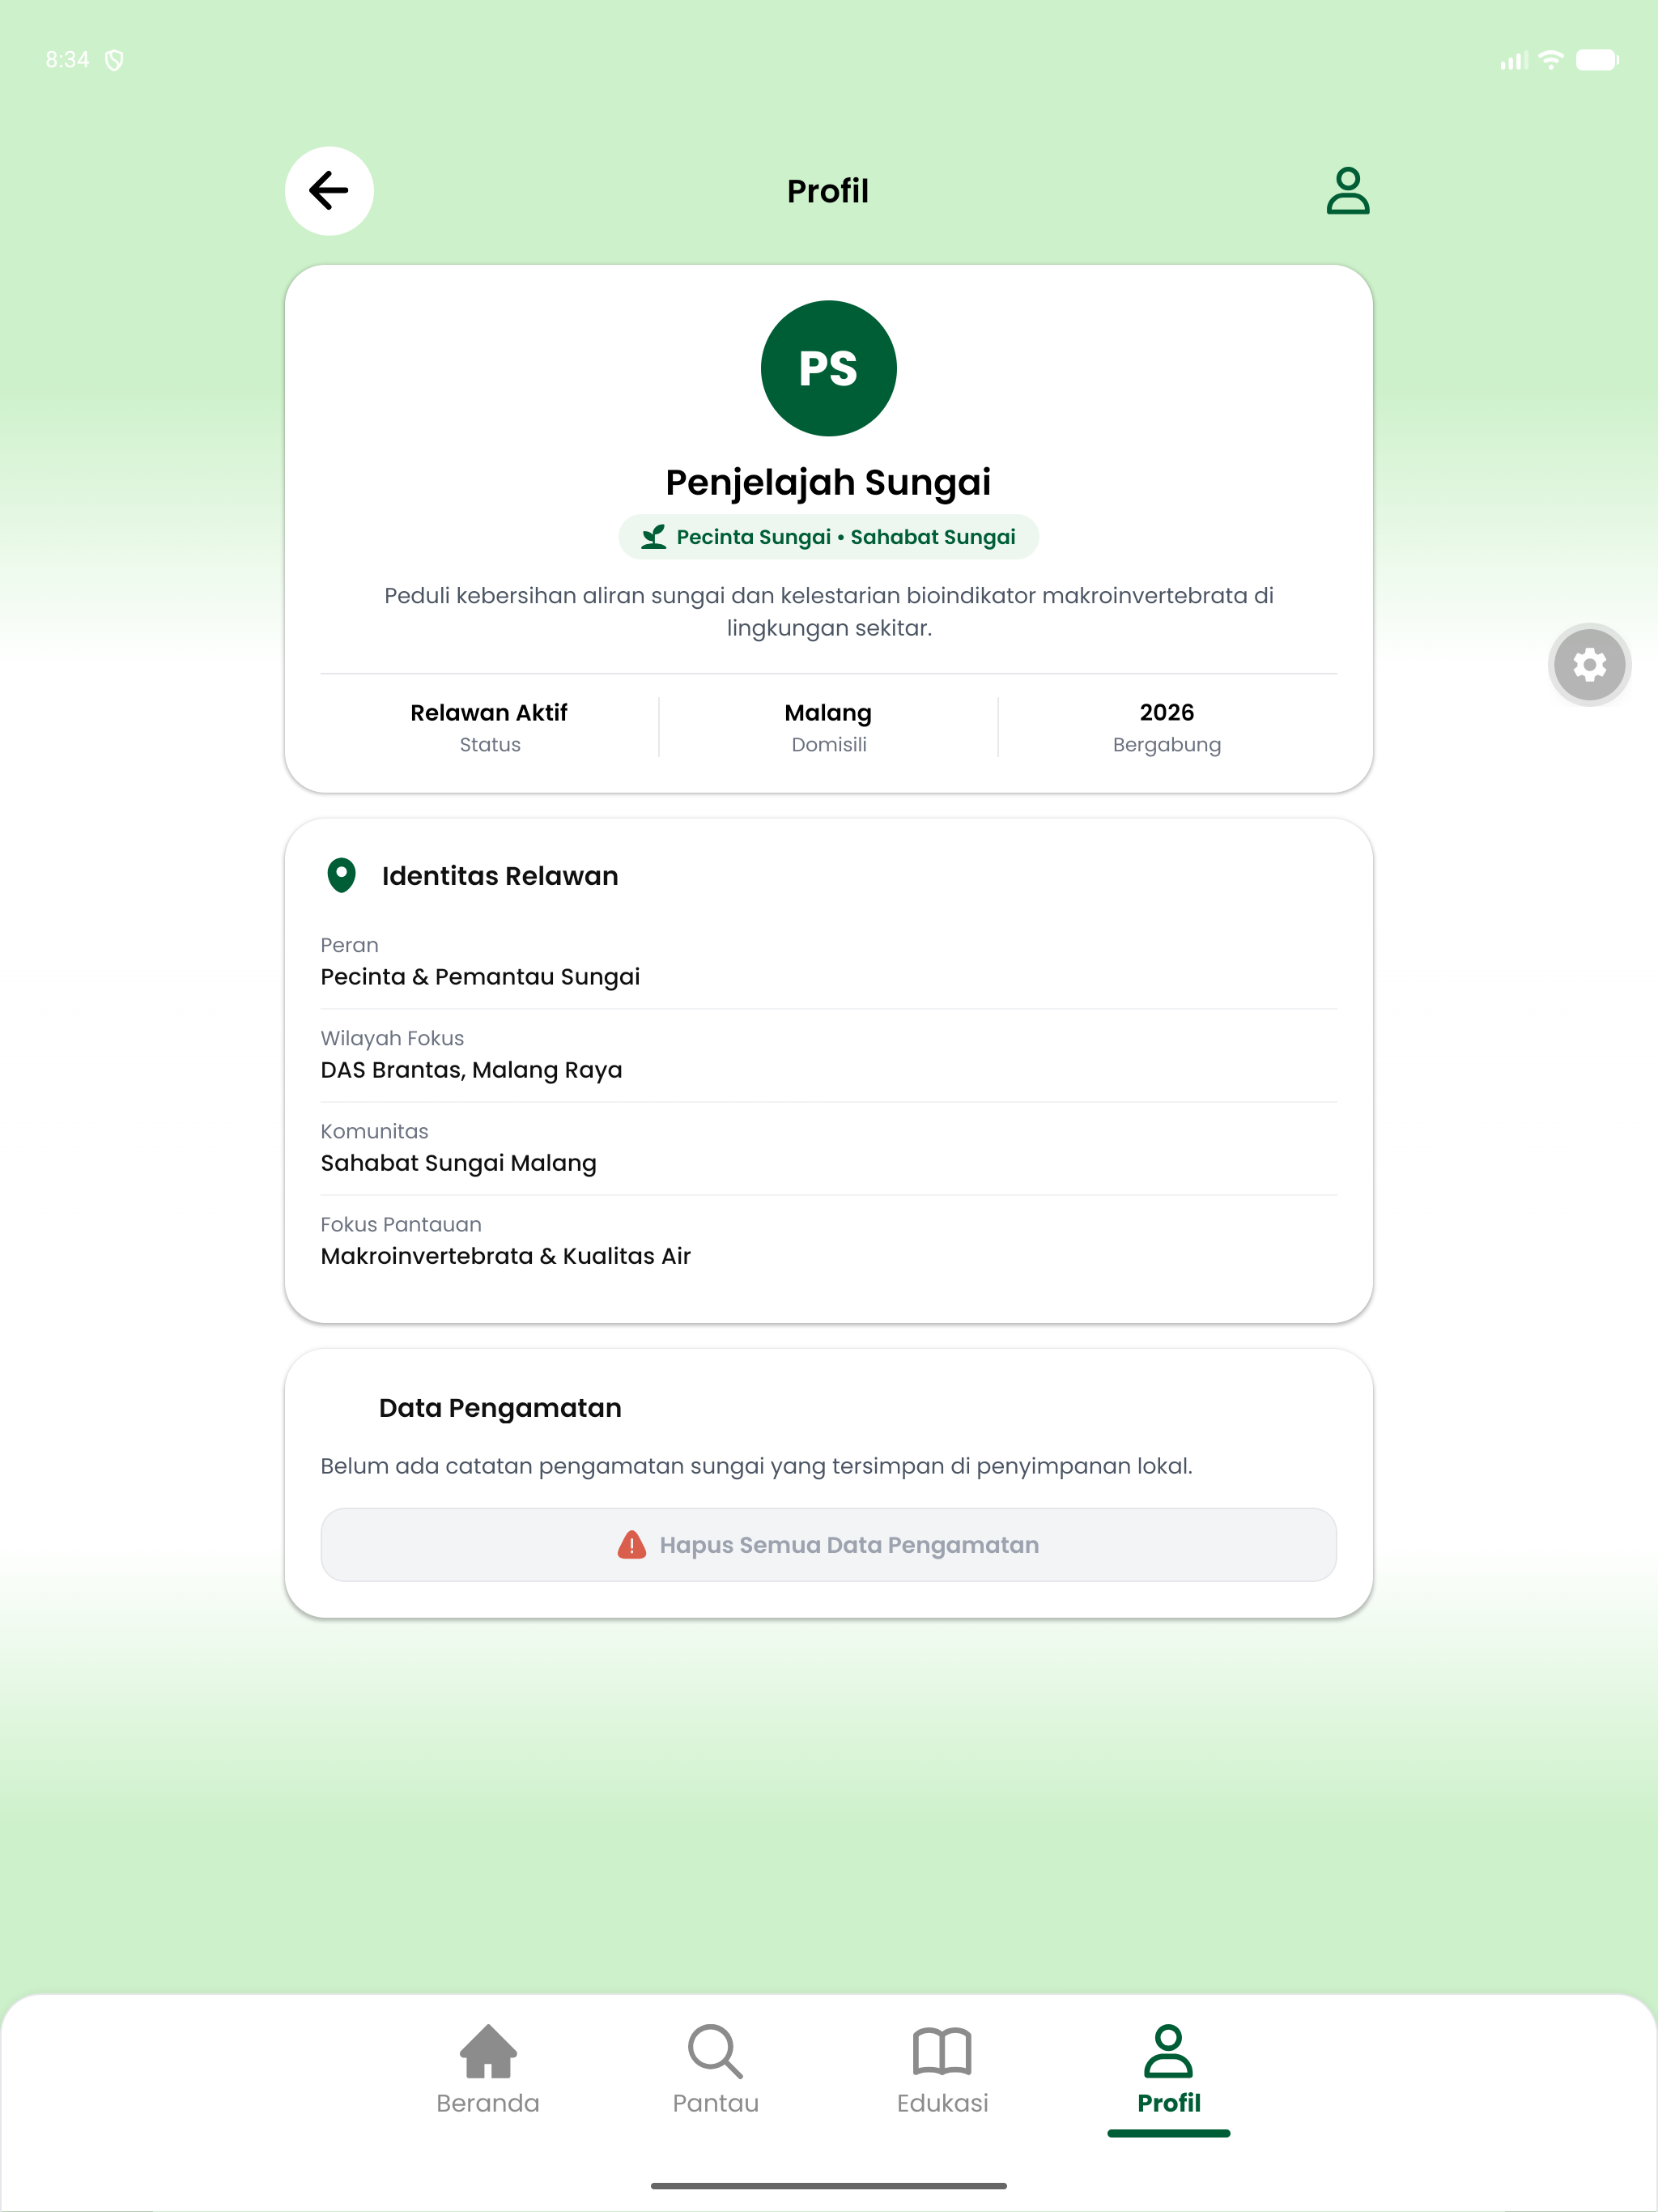 8:34
Profil
PS
Penjelajah Sungai
Pecinta Sungai • Sahabat Sungai
Peduli kebersihan aliran sungai dan kelestarian bioindikator makroinvertebrata di
lingkungan sekitar.
Relawan Aktif
Status
Malang
Domisili
2026
Bergabung
Identitas Relawan
Peran
Pecinta & Pemantau Sungai
Wilayah Fokus
DAS Brantas, Malang Raya
Komunitas
Sahabat Sungai Malang
Fokus Pantauan
Makroinvertebrata & Kualitas Air
Data Pengamatan
Belum ada catatan pengamatan sungai yang tersimpan di penyimpanan lokal.
Hapus Semua Data Pengamatan
Beranda
Pantau
Edukasi
Profil